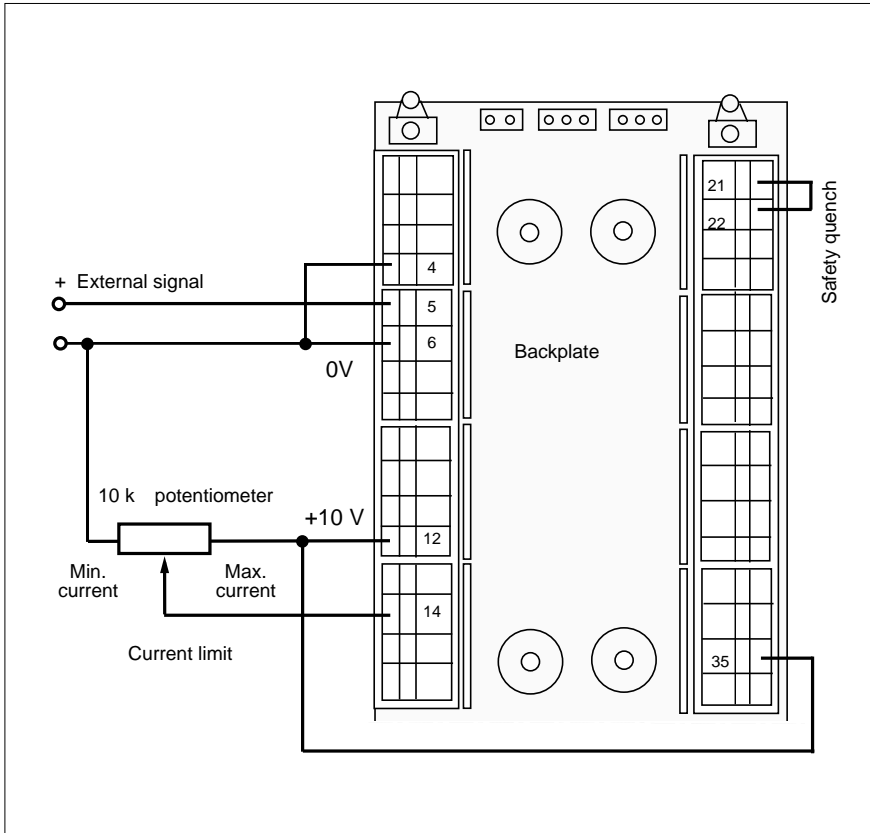 21
22
Safety quench
4
+ External signal
5
6
0V
Backplate
10 k potentiometer
+10 V
12
Min.
current
Max.
current
14
Current limit
35